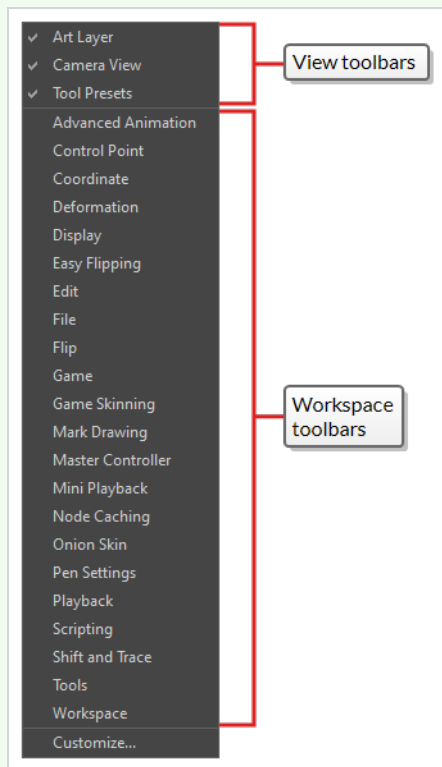 Art Layer
Camera View
Tool Presets
View toolbars
Advanced Animation
Control Point
Coordinate
Deformation
Display
Easy Flipping
Edit
File
Flip
Game
Game Skinning
Mark Drawing
Master Controller
Mini Playback
Node Caching
Onion Skin
Pen Settings
Playback
Scripting
Shift and Trace
Tools
Workspace
Workspace
toolbars
Customize...